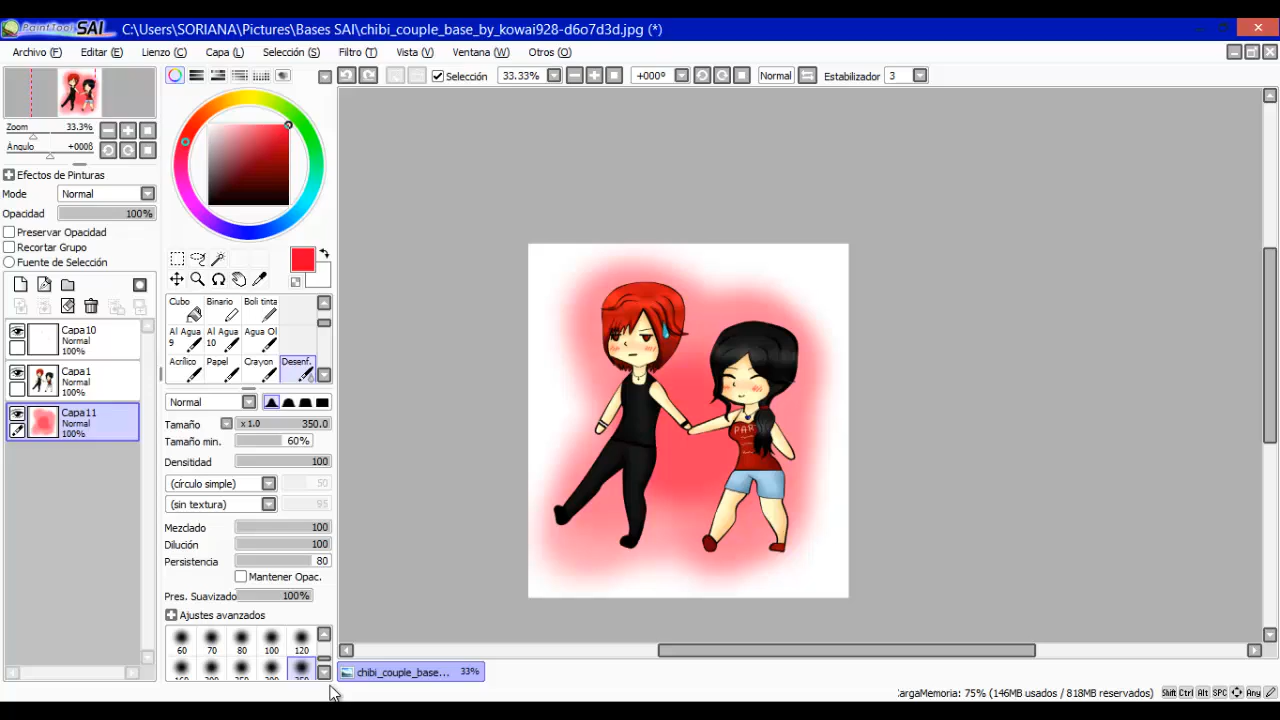 PaintTool SAI C:\Users\SORIANA\Pictures\Bases SAI\chibi_couple_base_by_kowai928-d6o7d3d.jpg (*)
Archivo (F) Editar (E) Lienzo (C) Capa (L) Selección (S) Filtro (T) Vista (V) Ventana (W) Otros (O)
Selección 33.33% +000º Normal Estabilizador 3
Zoom 33.3%
Ángulo +000ß
Efectos de Pinturas
Mode Normal
Opacidad 100%
Preservar Opacidad
Recortar Grupo
Fuente de Selección
Capa10
Normal
100%
Capa1
Normal
100%
Capa11
Normal
100%
Cubo Binario Boli tinta
Al Agua 9 Al Agua 10 Agua Ol
Acrílico Papel Crayon Desenf.
Normal
Tamaño x 1.0 350.0
Tamaño min. 60%
Densitidad 100
(círculo simple) 50
(sin textura) 95
Mezclado 100
Dilución 100
Persistencia 80
Mantener Opac.
Pres. Suavizado 100%
Ajustes avanzados
60 70 80 100 120
PAR
chibi_couple_base... 33%
CargaMemoria: 75% (146MB usados / 818MB reservados) Shift Ctrl Alt SPC Any